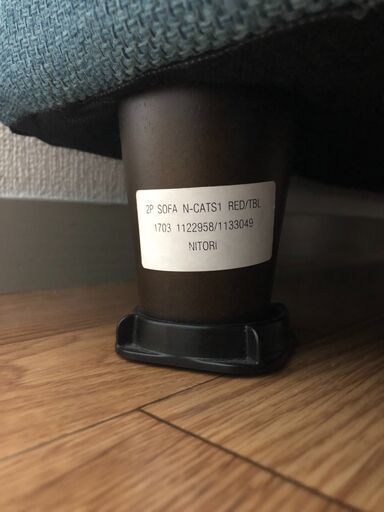 2P SOFA N-CATS1 RED/TBL
1703 1122958/1133049
NITORI